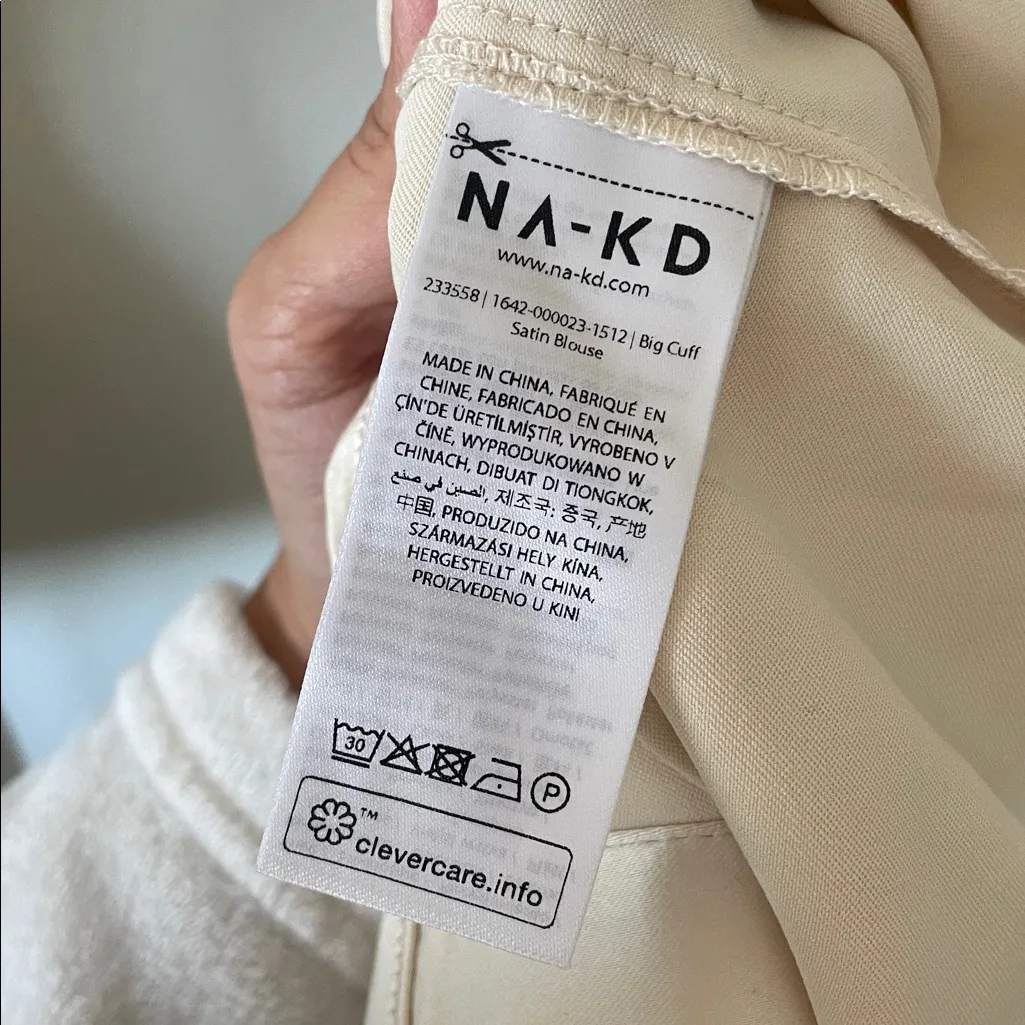 NA-KD
www.na-kd.com
233558 | 1642-000023-1512 | Big Cuff
Satin Blouse
MADE IN CHINA, FABRIQUÉ EN
CHINE, FABRICADO EN CHINA,
ÇİN'DE ÜRETİLMİŞTİR, VYROBENO V
ČÍNĚ, WYPRODUKOWANO W
CHINACH, DIBUAT DI TIONGKOK,
الصين في صنع, 제조국: 중국, 产地
中国, PRODUZIDO NA CHINA,
SZÁRMAZÁSI HELY KÍNA,
HERGESTELLT IN CHINA,
PROIZVEDENO U KINI
30 P
™
clevercare.info